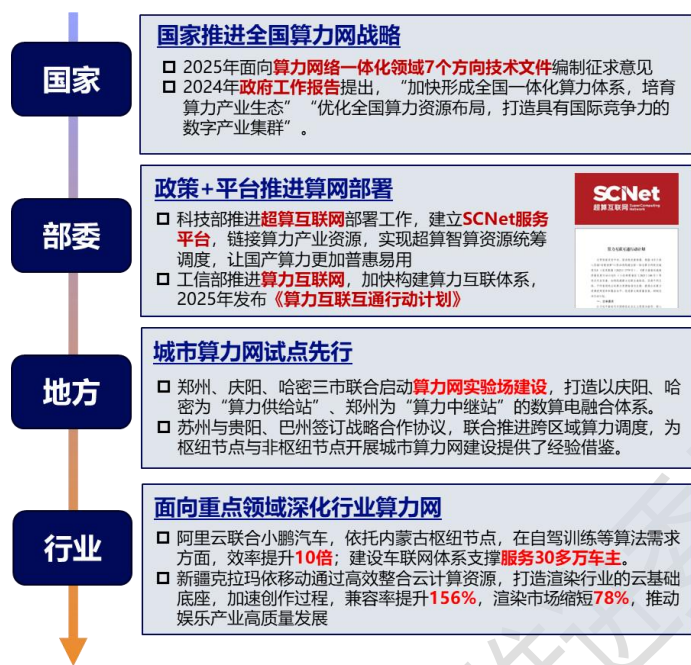 国家
国家推进全国算力网战略
2025年面向算力网络一体化领域7个方向技术文件编制征求意见
2024年政府工作报告提出，“加快形成全国一体化算力体系，培育
算力产业生态”“优化全国算力资源布局，打造具有国际竞争力的
数字产业集群”。
部委
政策+平台推进算网部署
科技部推进超算互联网部署工作，建立SCNet服务
平台，链接算力产业资源，实现超算智算资源统筹
调度，让国产算力更加普惠易用
工信部推进算力互联网，加快构建算力互联体系，
2025年发布《算力互联互通行动计划》
SCNet
超算互联网
地方
城市算力网试点先行
郑州、庆阳、哈密三市联合启动算力网实验场建设，打造以庆阳、哈
密为“算力供给站”、郑州为“算力中继站”的数算电融合体系。
苏州与贵阳、巴州签订战略合作协议，联合推进跨区域算力调度，为
枢纽节点与非枢纽节点开展城市算力网建设提供了经验借鉴。
行业
面向重点领域深化行业算力网
阿里云联合小鹏汽车，依托内蒙古枢纽节点，在自驾训练等算法需求
方面，效率提升10倍；建设车联网体系支撑服务30多万车主。
新疆克拉玛依移动通过高效整合云计算资源，打造渲染行业的云基础
底座，加速创作过程，兼容率提升156%，渲染市场缩短78%，推动
娱乐产业高质量发展